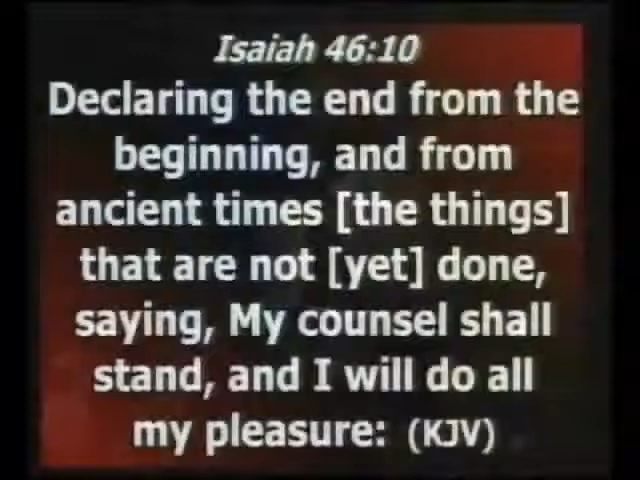 Isaiah 46:10
Declaring the end from the
beginning, and from
ancient times [the things]
that are not [yet] done,
saying, My counsel shall
stand, and I will do all
my pleasure: (KJV)